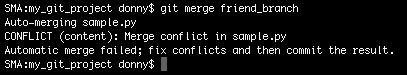 SMA:my_git_project donny$ git merge friend_branch
Auto-merging sample.py
CONFLICT (content): Merge conflict in sample.py
Automatic merge failed; fix conflicts and then commit the result.
SMA:my_git_project donny$